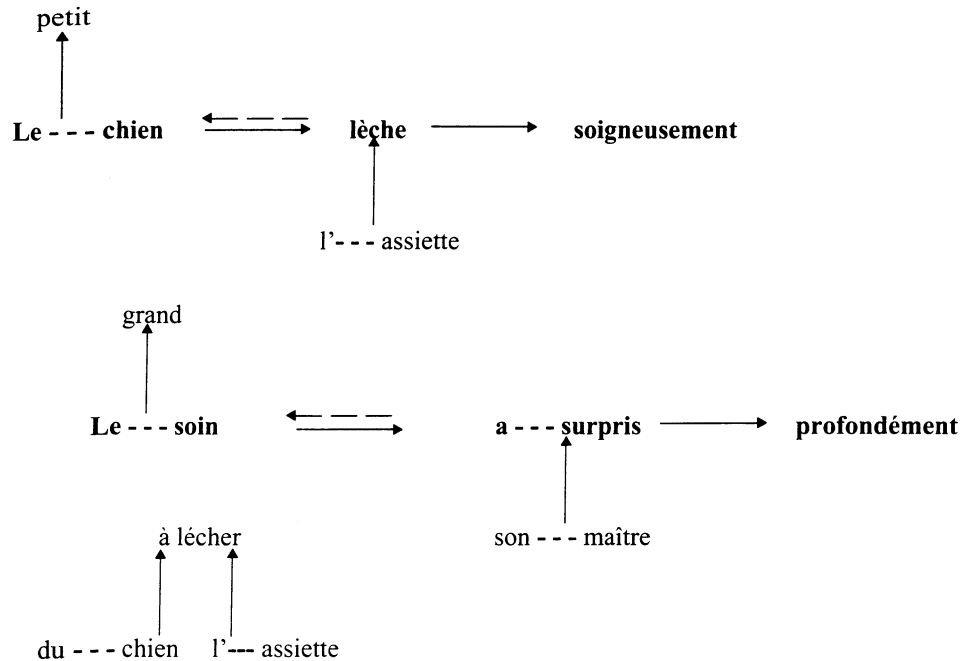 petit
Le - - - chien lèche soigneusement
l'- - - assiette
grand
Le - - - soin a - - - surpris profondément
à lécher son - - - maître
du - - - chien l'--- assiette